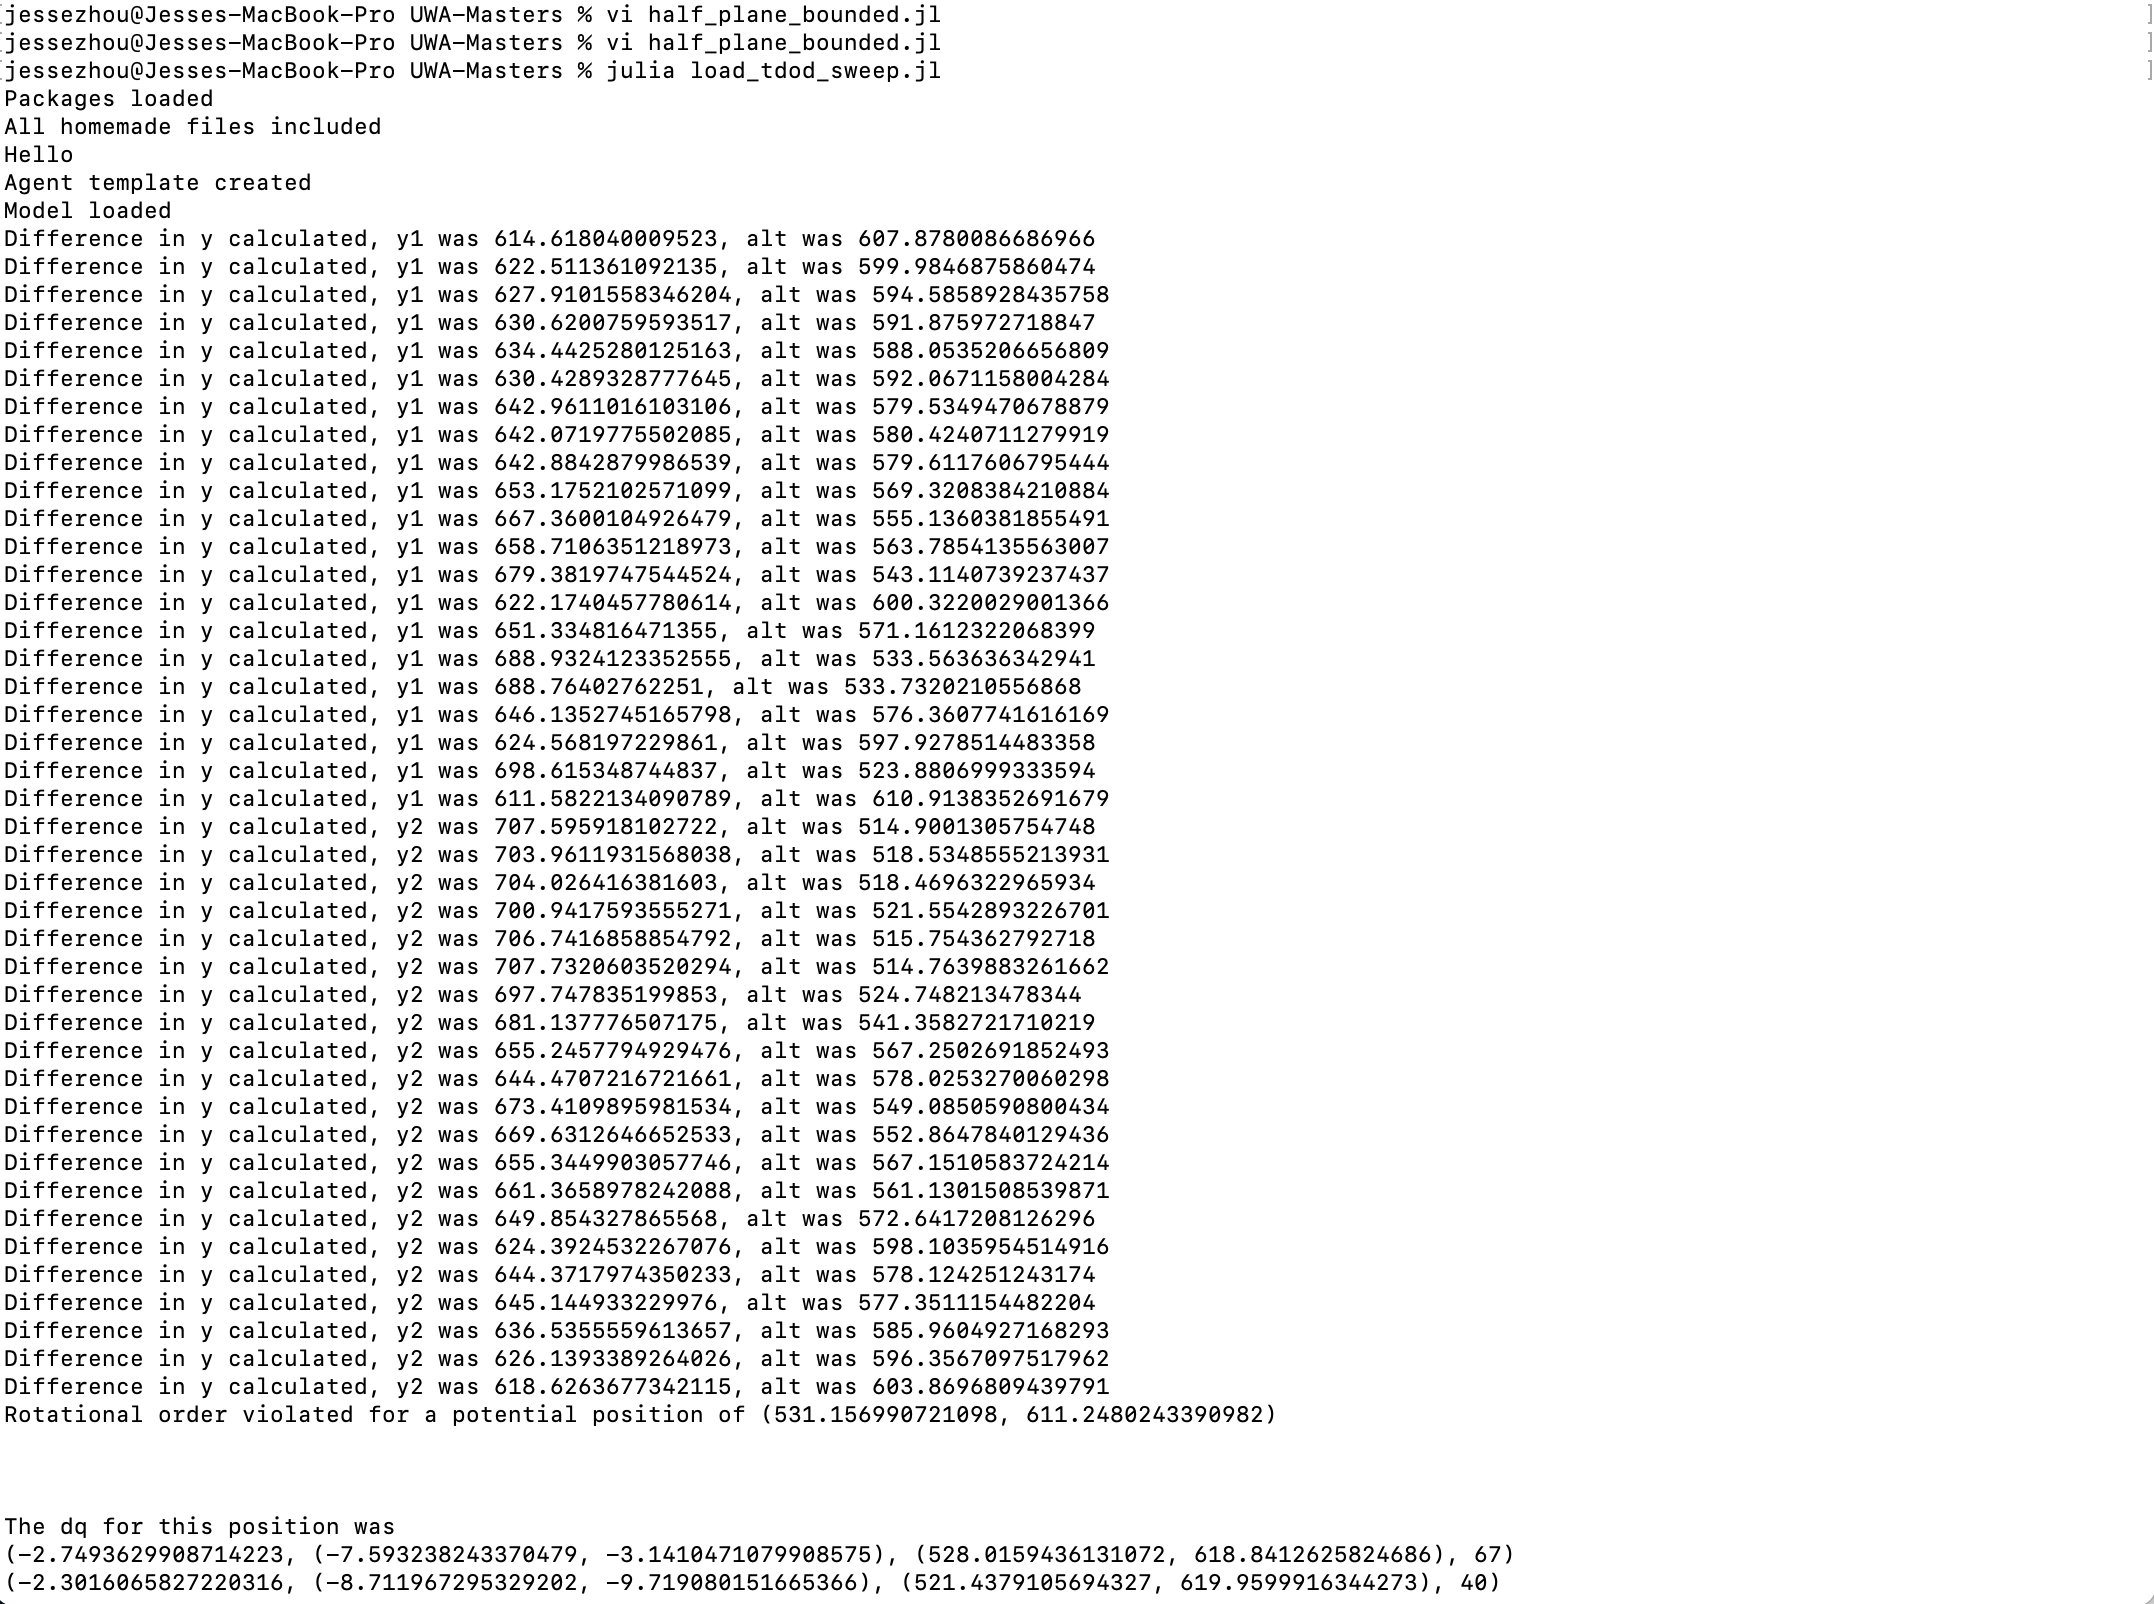 jessezhou@Jesses-MacBook-Pro UWA-Masters % vi half_plane_bounded.jl
jessezhou@Jesses-MacBook-Pro UWA-Masters % vi half_plane_bounded.jl
jessezhou@Jesses-MacBook-Pro UWA-Masters % julia load_tdod_sweep.jl
Packages loaded
All homemade files included
Hello
Agent template created
Model loaded
Difference in y calculated, y1 was 614.618040009523, alt was 607.8780086686966
Difference in y calculated, y1 was 622.511361092135, alt was 599.9846875860474
Difference in y calculated, y1 was 627.9101558346204, alt was 594.5858928435758
Difference in y calculated, y1 was 630.6200759593517, alt was 591.875972718847
Difference in y calculated, y1 was 634.4425280125163, alt was 588.0535206656809
Difference in y calculated, y1 was 630.4289328777645, alt was 592.0671158004284
Difference in y calculated, y1 was 642.9611016103106, alt was 579.5349470678879
Difference in y calculated, y1 was 642.0719775502085, alt was 580.4240711279919
Difference in y calculated, y1 was 642.8842879986539, alt was 579.6117606795444
Difference in y calculated, y1 was 653.1752102571099, alt was 569.3208384210884
Difference in y calculated, y1 was 667.3600104926479, alt was 555.1360381855491
Difference in y calculated, y1 was 658.7106351218973, alt was 563.7854135563007
Difference in y calculated, y1 was 679.3819747544524, alt was 543.1140739237437
Difference in y calculated, y1 was 622.1740457780614, alt was 600.3220029001366
Difference in y calculated, y1 was 651.334816471355, alt was 571.1612322068399
Difference in y calculated, y1 was 688.9324123352555, alt was 533.563636342941
Difference in y calculated, y1 was 688.76402762251, alt was 533.7320210556868
Difference in y calculated, y1 was 646.1352745165798, alt was 576.3607741616169
Difference in y calculated, y1 was 624.568197229861, alt was 597.9278514483358
Difference in y calculated, y1 was 698.615348744837, alt was 523.8806999333594
Difference in y calculated, y1 was 611.5822134090789, alt was 610.9138352691679
Difference in y calculated, y2 was 707.595918102722, alt was 514.9001305754748
Difference in y calculated, y2 was 703.9611931568038, alt was 518.5348555213931
Difference in y calculated, y2 was 704.026416381603, alt was 518.4696322965934
Difference in y calculated, y2 was 700.9417593555271, alt was 521.5542893226701
Difference in y calculated, y2 was 706.7416858854792, alt was 515.754362792718
Difference in y calculated, y2 was 707.7320603520294, alt was 514.7639883261662
Difference in y calculated, y2 was 697.747835199853, alt was 524.748213478344
Difference in y calculated, y2 was 681.137776507175, alt was 541.3582721710219
Difference in y calculated, y2 was 655.2457794929476, alt was 567.2502691852493
Difference in y calculated, y2 was 644.4707216721661, alt was 578.0253270060298
Difference in y calculated, y2 was 673.4109895981534, alt was 549.0850590800434
Difference in y calculated, y2 was 669.6312646652533, alt was 552.8647840129436
Difference in y calculated, y2 was 655.3449903057746, alt was 567.1510583724214
Difference in y calculated, y2 was 661.3658978242088, alt was 561.1301508539871
Difference in y calculated, y2 was 649.854327865568, alt was 572.6417208126296
Difference in y calculated, y2 was 624.3924532267076, alt was 598.1035954514916
Difference in y calculated, y2 was 644.3717974350233, alt was 578.124251243174
Difference in y calculated, y2 was 645.144933229976, alt was 577.3511154482204
Difference in y calculated, y2 was 636.5355559613657, alt was 585.9604927168293
Difference in y calculated, y2 was 626.1393389264026, alt was 596.3567097517962
Difference in y calculated, y2 was 618.6263677342115, alt was 603.8696809439791
Rotational order violated for a potential position of (531.156990721098, 611.2480243390982)
The dq for this position was
(-2.7493629908714223, (-7.593238243370479, -3.1410471079908575), (528.0159436131072, 618.8412625824686), 67)
(-2.3016065827220316, (-8.711967295329202, -9.719080151665366), (521.4379105694327, 619.9599916344273), 40)